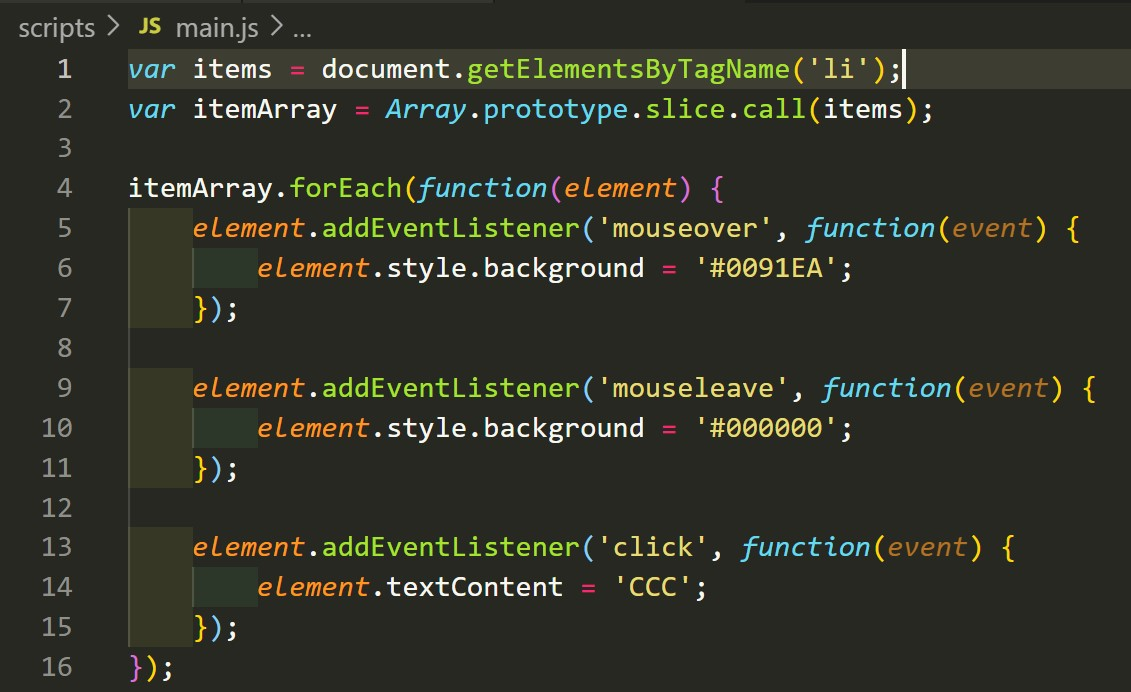 scripts > JS main.js > ...
1 var items = document.getElementsByTagName('li');
2 var itemArray = Array.prototype.slice.call(items);
3
4 itemArray.forEach(function(element) {
5     element.addEventListener('mouseover', function(event) {
6         element.style.background = '#0091EA';
7     });
8
9     element.addEventListener('mouseleave', function(event) {
10         element.style.background = '#000000';
11     });
12
13     element.addEventListener('click', function(event) {
14         element.textContent = 'CCC';
15     });
16 });